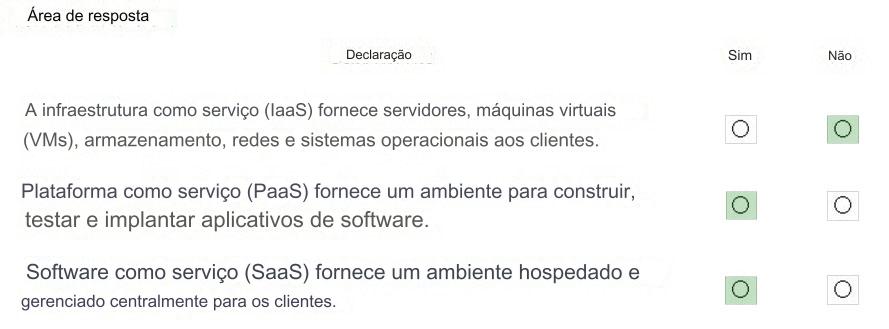 Área de resposta
Declaração Sim Não
A infraestrutura como serviço (IaaS) fornece servidores, máquinas virtuais
(VMs), armazenamento, redes e sistemas operacionais aos clientes.
Plataforma como serviço (PaaS) fornece um ambiente para construir,
testar e implantar aplicativos de software.
Software como serviço (SaaS) fornece um ambiente hospedado e
gerenciado centralmente para os clientes.